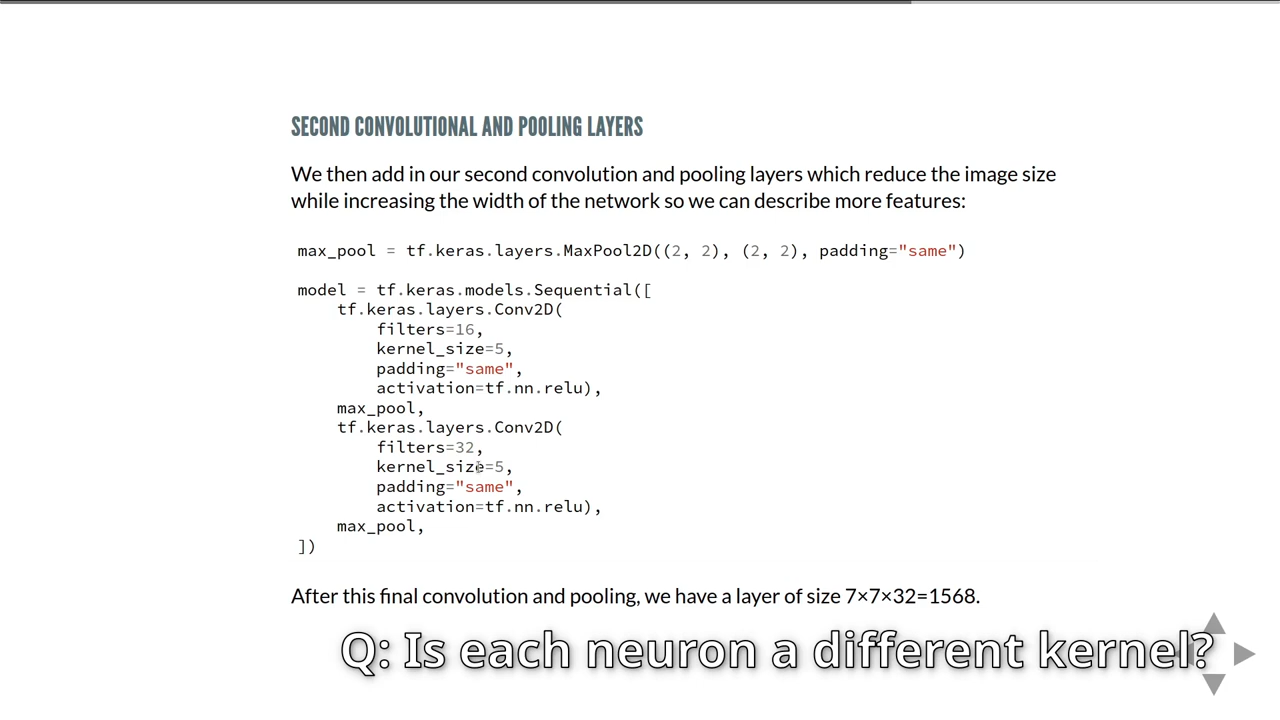 SECOND CONVOLUTIONAL AND POOLING LAYERS
We then add in our second convolution and pooling layers which reduce the image size
while increasing the width of the network so we can describe more features:
max_pool = tf.keras.layers.MaxPool2D((2, 2), (2, 2), padding="same")
model = tf.keras.models.Sequential([
    tf.keras.layers.Conv2D(
        filters=16,
        kernel_size=5,
        padding="same",
        activation=tf.nn.relu),
    max_pool,
    tf.keras.layers.Conv2D(
        filters=32,
        kernel_size=5,
        padding="same",
        activation=tf.nn.relu),
    max_pool,
])
After this final convolution and pooling, we have a layer of size 7×7×32=1568.
Q: Is each neuron a different kernel?